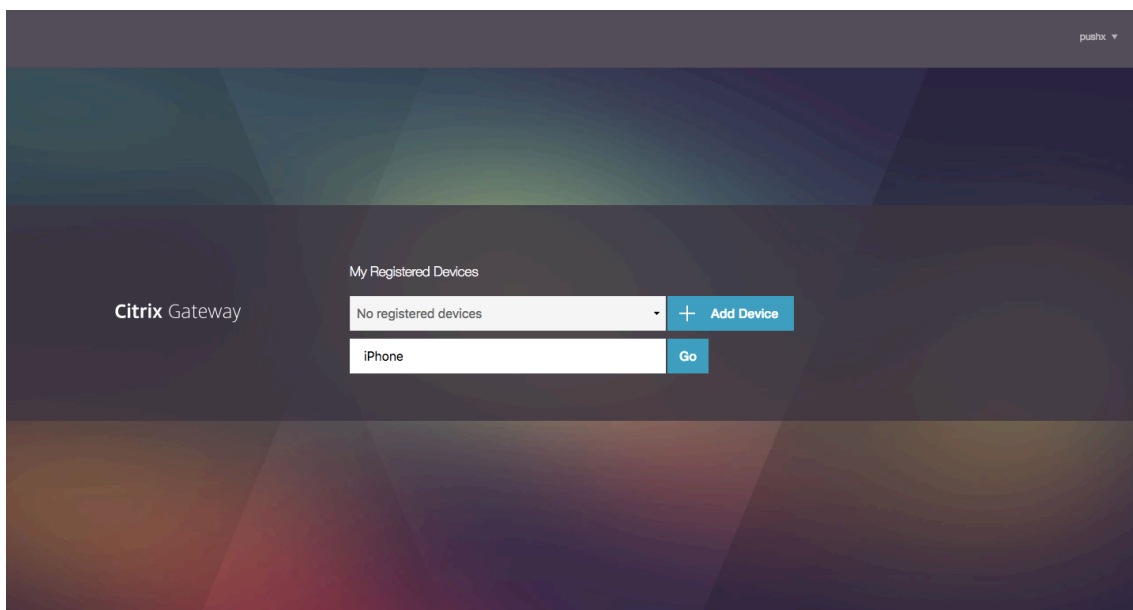 pushx
My Registered Devices
Citrix Gateway
No registered devices
Add Device
iPhone
Go